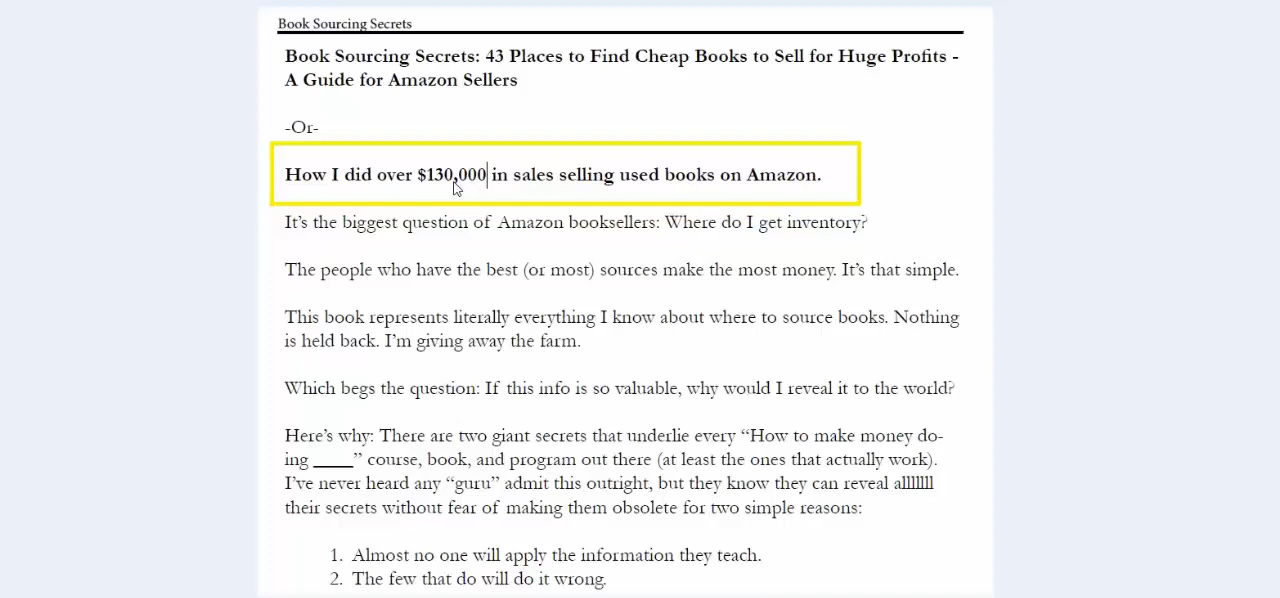 Book Sourcing Secrets
Book Sourcing Secrets: 43 Places to Find Cheap Books to Sell for Huge Profits -
A Guide for Amazon Sellers
-Or-
How I did over $130,000 in sales selling used books on Amazon.
It's the biggest question of Amazon booksellers: Where do I get inventory?
The people who have the best (or most) sources make the most money. It's that simple.
This book represents literally everything I know about where to source books. Nothing
is held back. I'm giving away the farm.
Which begs the question: If this info is so valuable, why would I reveal it to the world?
Here's why: There are two giant secrets that underlie every “How to make money do-
ing ____” course, book, and program out there (at least the ones that actually work).
I've never heard any “guru” admit this outright, but they know they can reveal alllllll
their secrets without fear of making them obsolete for two simple reasons:
1. Almost no one will apply the information they teach.
2. The few that do will do it wrong.